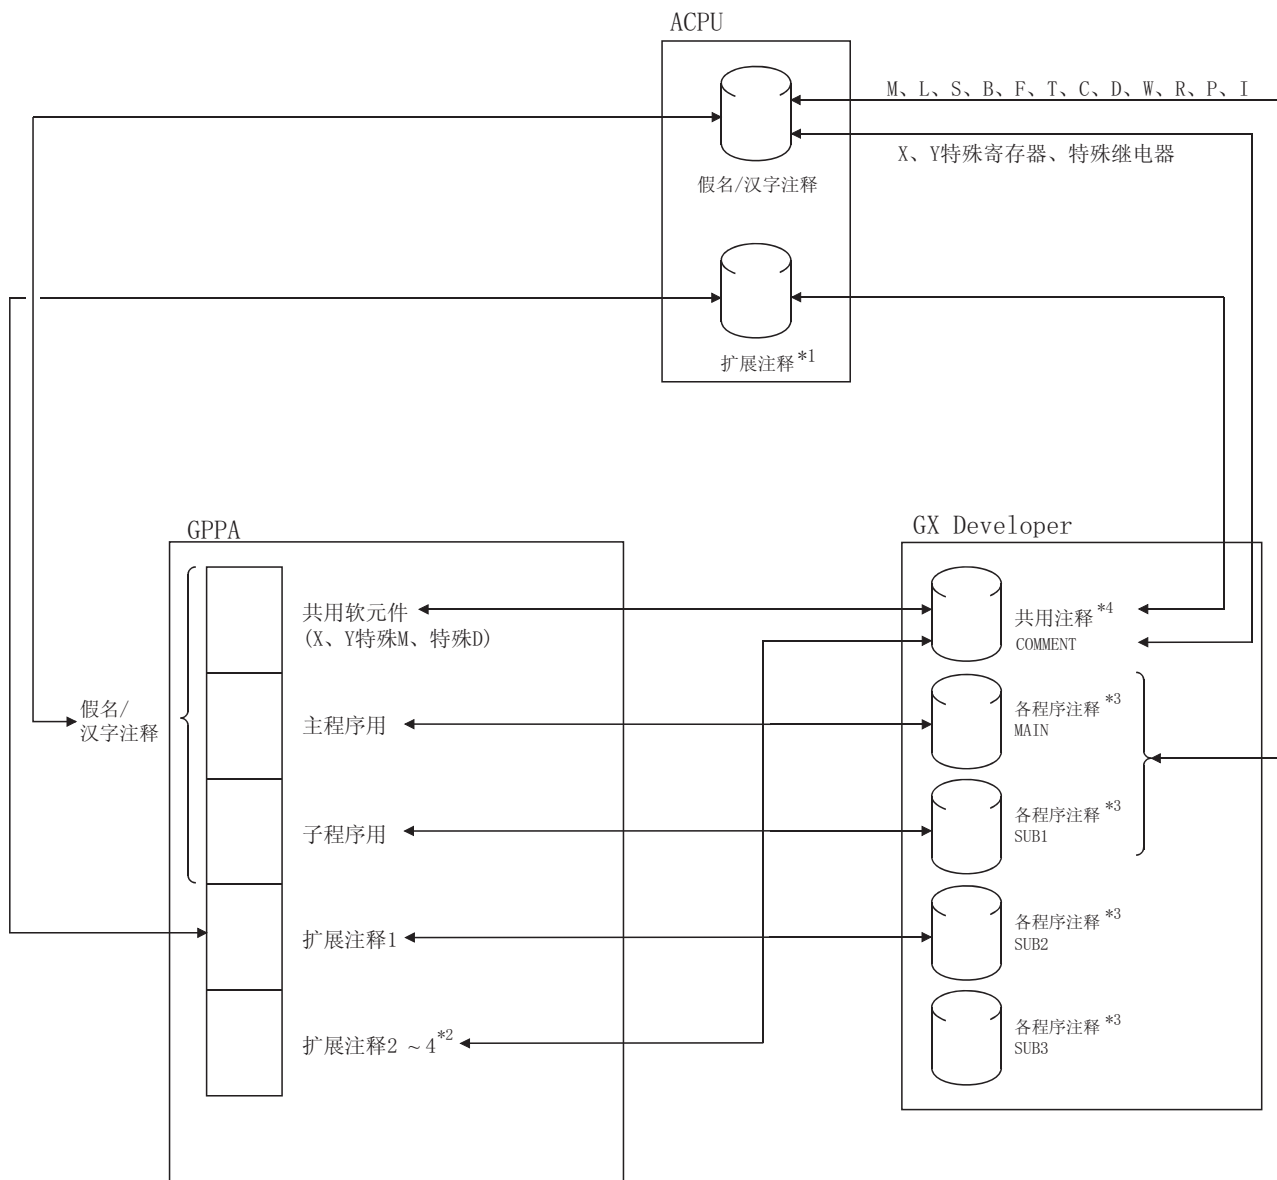 ACPU
M、L、S、B、F、T、C、D、W、R、P、I
X、Y特殊寄存器、特殊继电器
假名/汉字注释
扩展注释*1
GPPA
共用软元件
(X、Y特殊M、特殊D)
假名/
汉字注释
主程序用
子程序用
扩展注释1
扩展注释2 ~ 4*2
GX Developer
共用注释*4
COMMENT
各程序注释*3
MAIN
各程序注释*3
SUB1
各程序注释*3
SUB2
各程序注释*3
SUB3